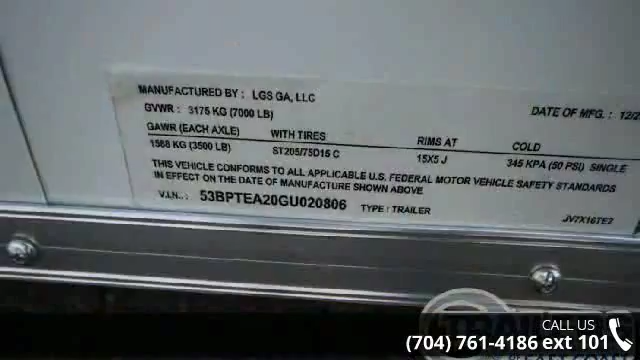 MANUFACTURED BY : LGS GA, LLC
GVWR : 3175 KG (7000 LB) DATE OF MFG. : 12/2
GAWR (EACH AXLE) WITH TIRES RIMS AT COLD
1588 KG (3500 LB) ST205/75D15 C 15X5 J 345 KPA (50 PSI) SINGLE
THIS VEHICLE CONFORMS TO ALL APPLICABLE U.S. FEDERAL MOTOR VEHICLE SAFETY STANDARDS
IN EFFECT ON THE DATE OF MANUFACTURE SHOWN ABOVE
V.I.N.: 53BPTEA20GU020806 TYPE / TRAILER JV7X16TE2
CALL US
(704) 761-4186 ext 101